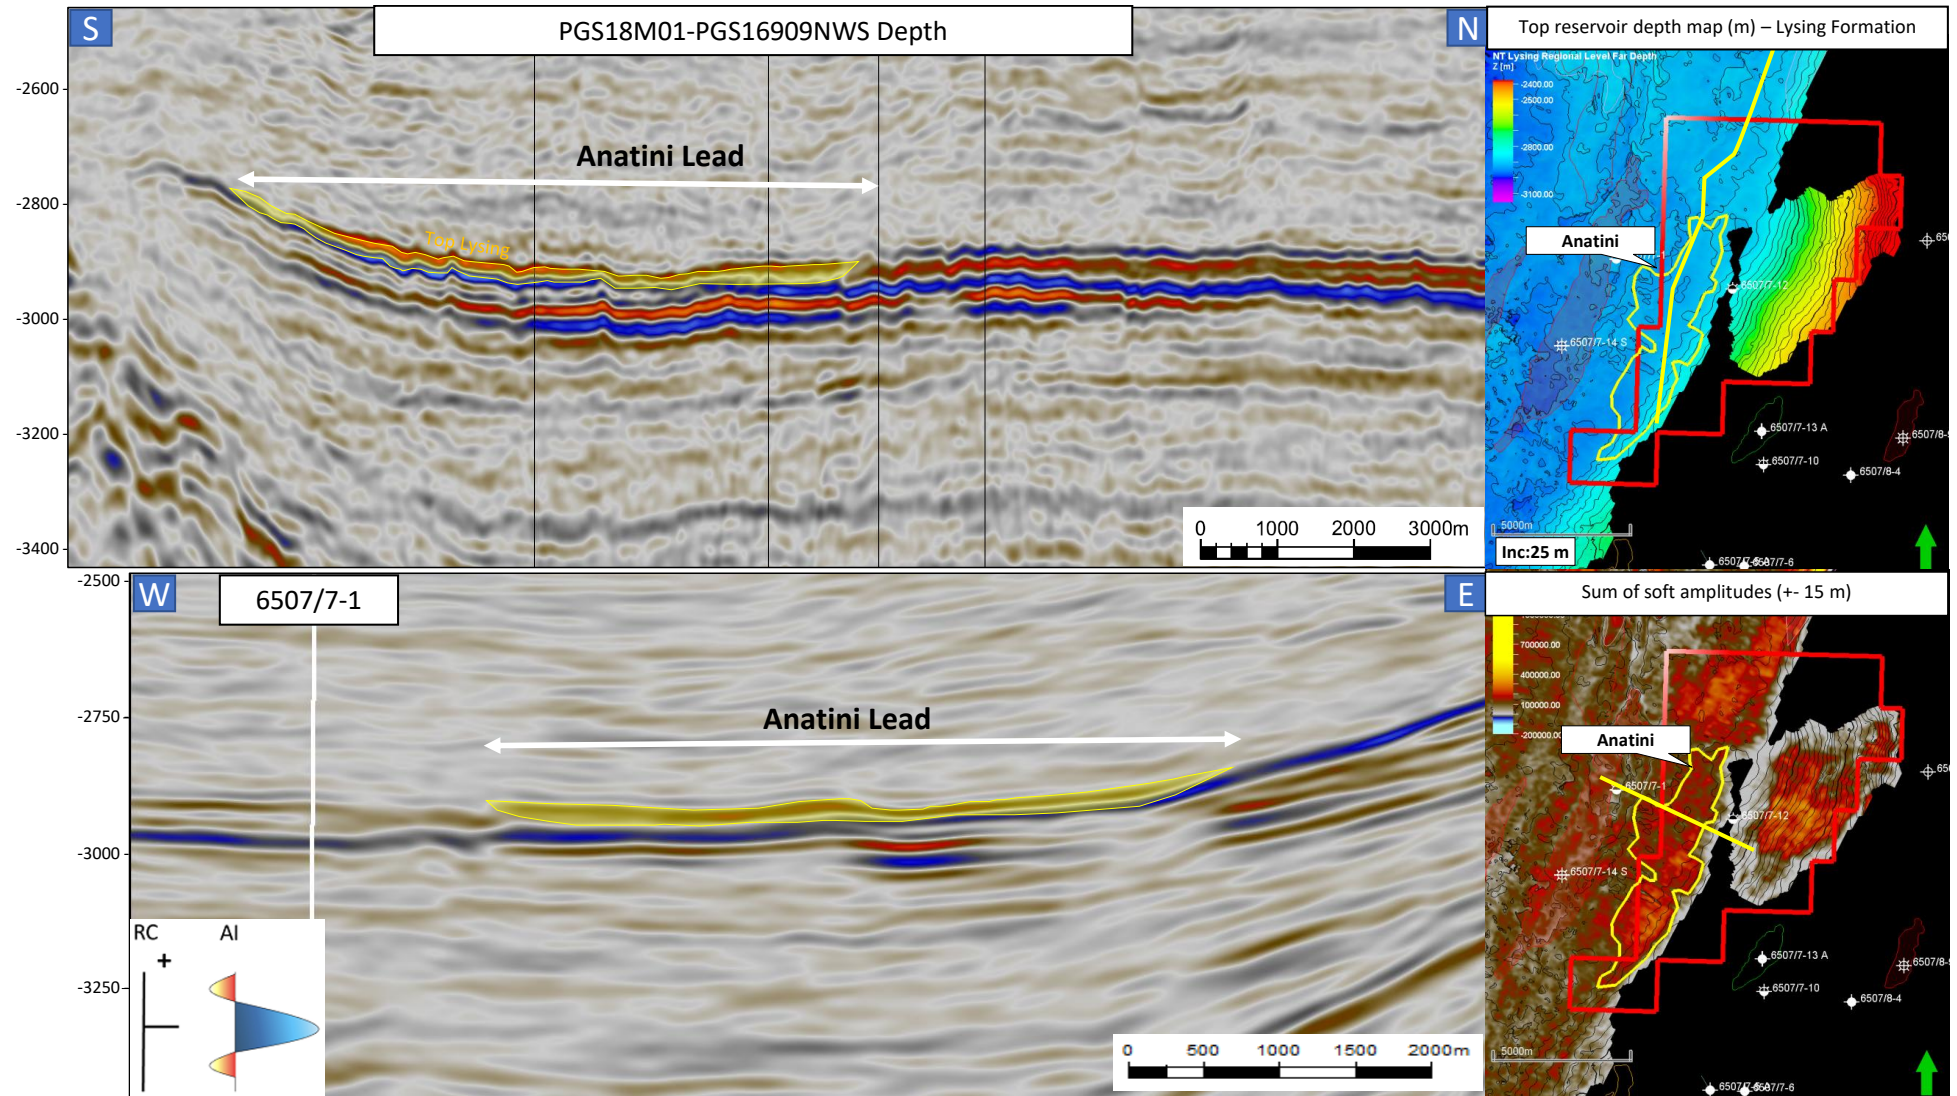 S
PGS18M01-PGS16909NWS Depth
N
-2600
-2800
-3000
-3200
-3400
Anatini Lead
Top Lysing
0 1000 2000 3000m
Top reservoir depth map (m) – Lysing Formation
NT Lysing Regional Level Far Depth
Z [m]
-2400.00
-2500.00
-2800.00
-3100.00
Anatini
6507/7-12
6507/7-14 S
6507/7-13 A
6507/7-10
6507/8-4
5000m
Inc:25 m
W
6507/7-1
E
-2500
-2750
-3000
-3250
Anatini Lead
RC AI
+
0 500 1000 1500 2000m
Sum of soft amplitudes (+- 15 m)
700000.00
400000.00
100000.00
Anatini
6507/7-1
6507/7-12
6507/7-14 S
6507/7-13 A
6507/7-10
6507/8-4
5000m